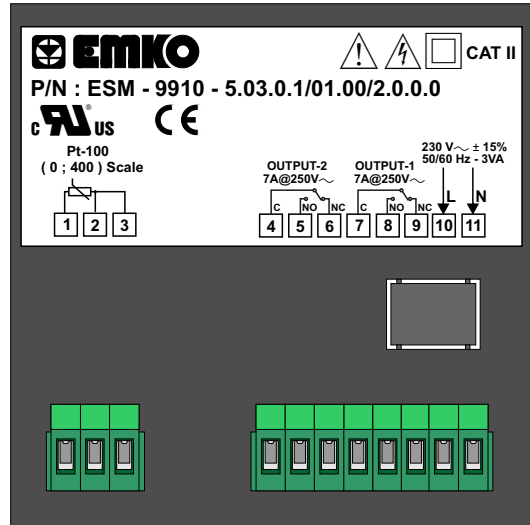 EMKO
CAT II
P/N : ESM - 9910 - 5.03.0.1/01.00/2.0.0.0
c RU ® US CE
Pt-100
( 0 ; 400 ) Scale
1 2 3
OUTPUT-2
7A@250V~
C NO NC
4 5 6
OUTPUT-1
7A@250V~
C NO NC
7 8 9
230 V~ ± 15%
50/60 Hz - 3VA
L N
10 11